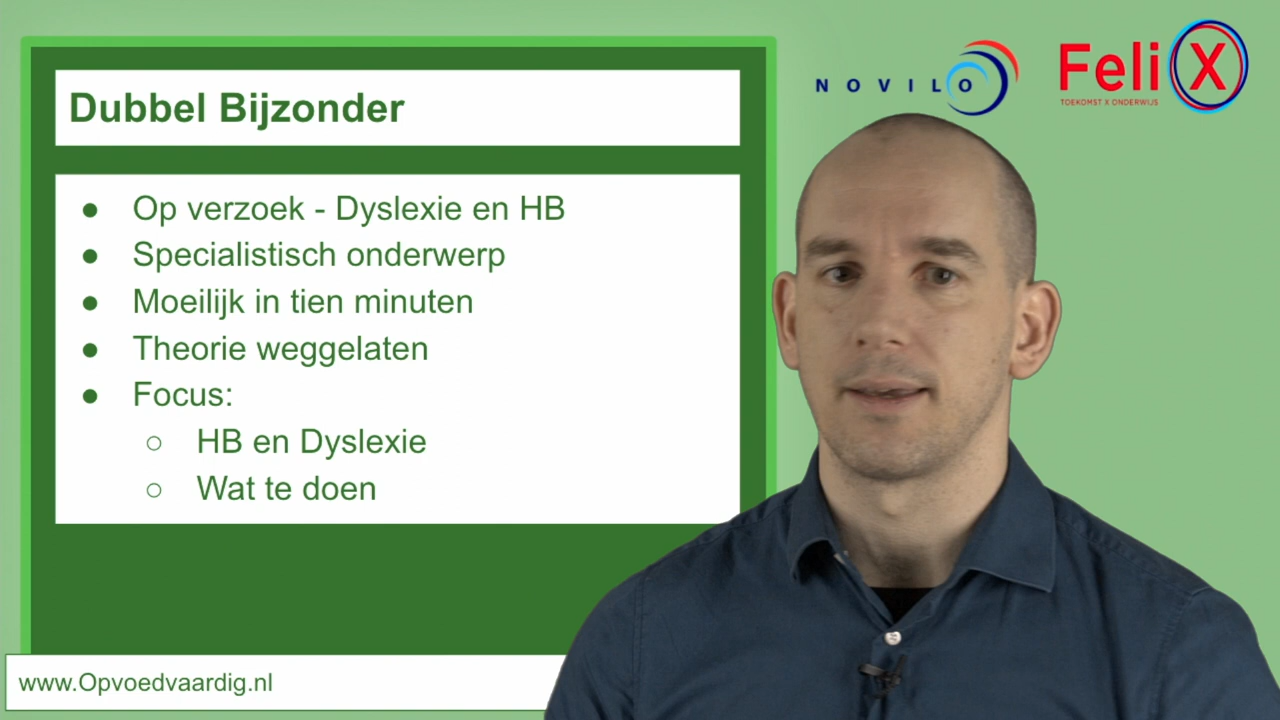 NOVILO
FeliX
TOEKOMST X ONDERWIJS
Dubbel Bijzonder
● Op verzoek - Dyslexie en HB
● Specialistisch onderwerp
● Moeilijk in tien minuten
● Theorie weggelaten
● Focus:
○ HB en Dyslexie
○ Wat te doen
www.Opvoedvaardig.nl